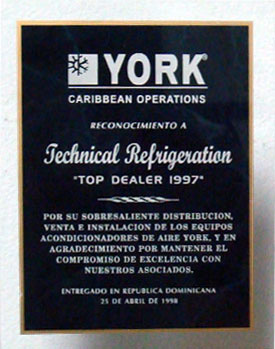 YORK®
CARIBBEAN OPERATIONS
RECONOCIMIENTO A
Technical Refrigeration
"TOP DEALER 1997"
POR SU SOBRESALIENTE DISTRIBUCION,
VENTA E INSTALACION DE LOS EQUIPOS
ACONDICIONADORES DE AIRE YORK, Y EN
AGRADECIMIENTO POR MANTENER EL
COMPROMISO DE EXCELENCIA CON
NUESTROS ASOCIADOS.
ENTREGADO EN REPUBLICA DOMINICANA
25 DE ABRIL DE 1998